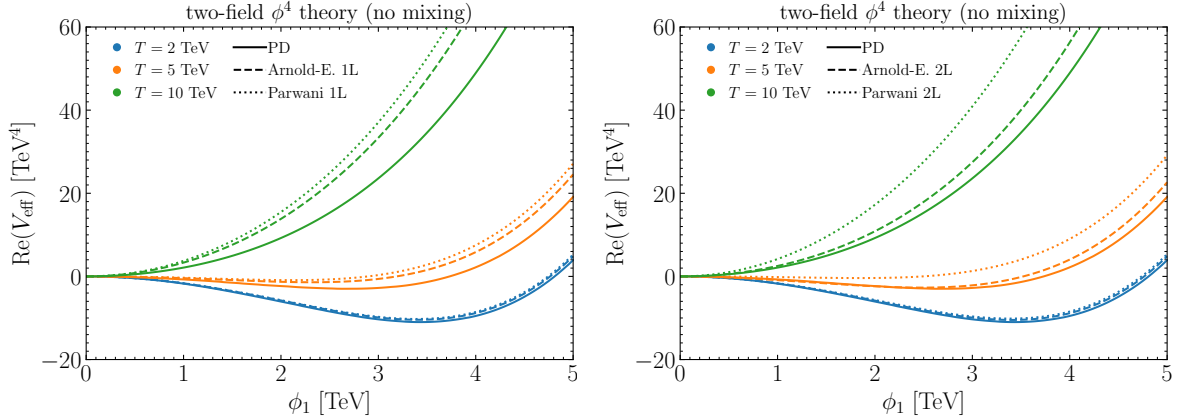 two-field ϕ⁴ theory (no mixing)
T = 2 TeV
T = 5 TeV
T = 10 TeV
PD
Arnold-E. 1L
Parwani 1L
Re(V_eff) [TeV⁴]
60
40
20
0
−20
0 1 2 3 4 5
ϕ₁ [TeV]
two-field ϕ⁴ theory (no mixing)
T = 2 TeV
T = 5 TeV
T = 10 TeV
PD
Arnold-E. 2L
Parwani 2L
Re(V_eff) [TeV⁴]
60
40
20
0
−20
0 1 2 3 4 5
ϕ₁ [TeV]